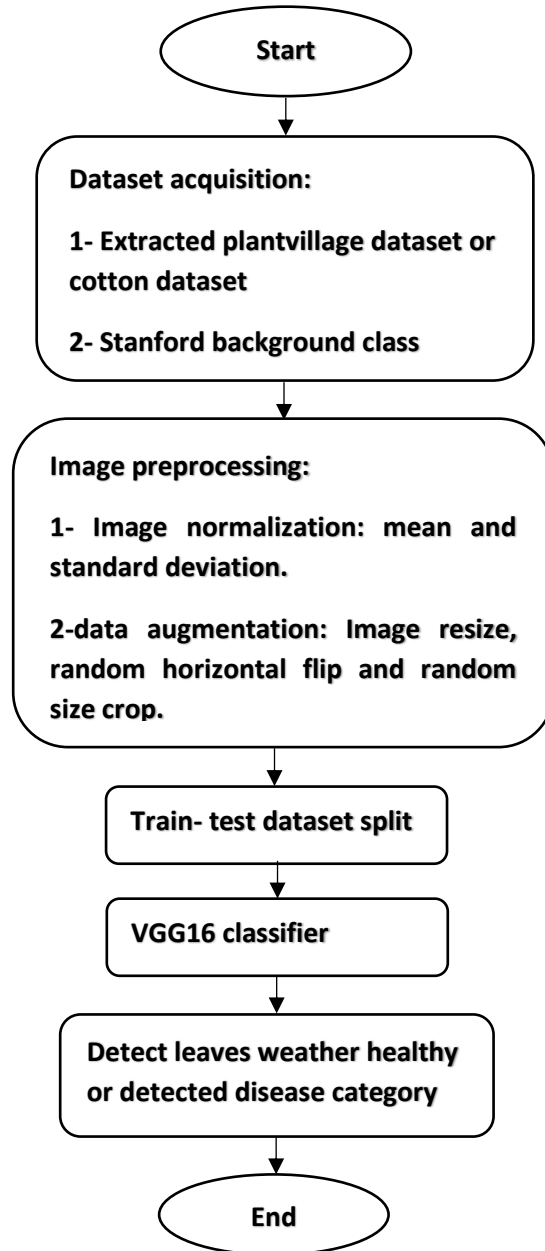 Start
Dataset acquisition:
1- Extracted plantvillage dataset or
cotton dataset
2- Stanford background class
Image preprocessing:
1- Image normalization: mean and
standard deviation.
2-data augmentation: Image resize,
random horizontal flip and random
size crop.
Train- test dataset split
VGG16 classifier
Detect leaves weather healthy
or detected disease category
End